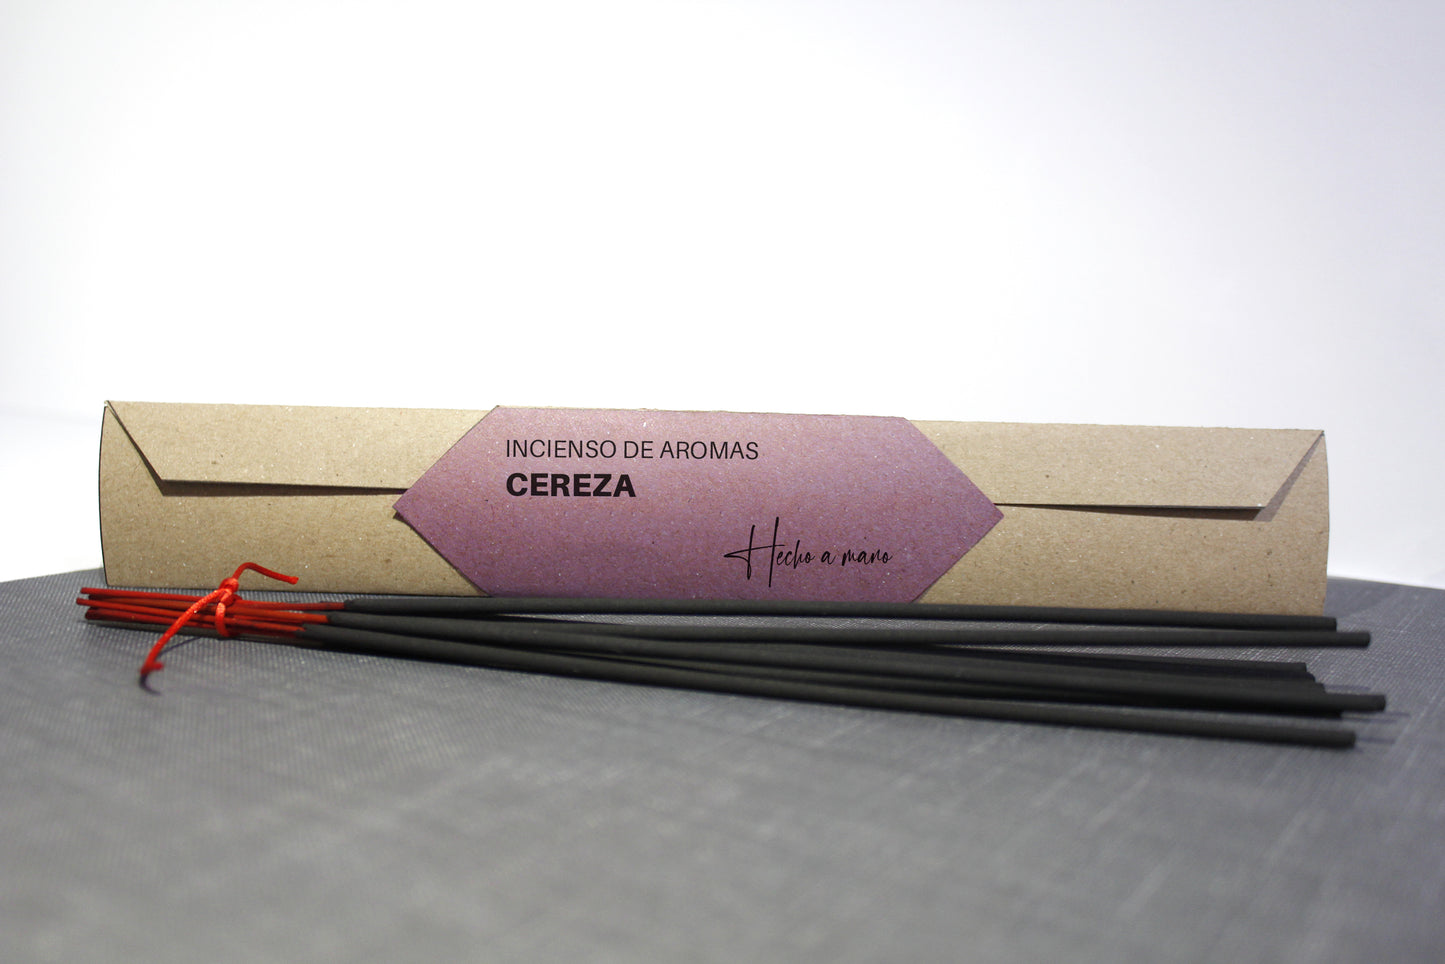 INCIENSO DE AROMAS
CEREZA
Hecho a mano